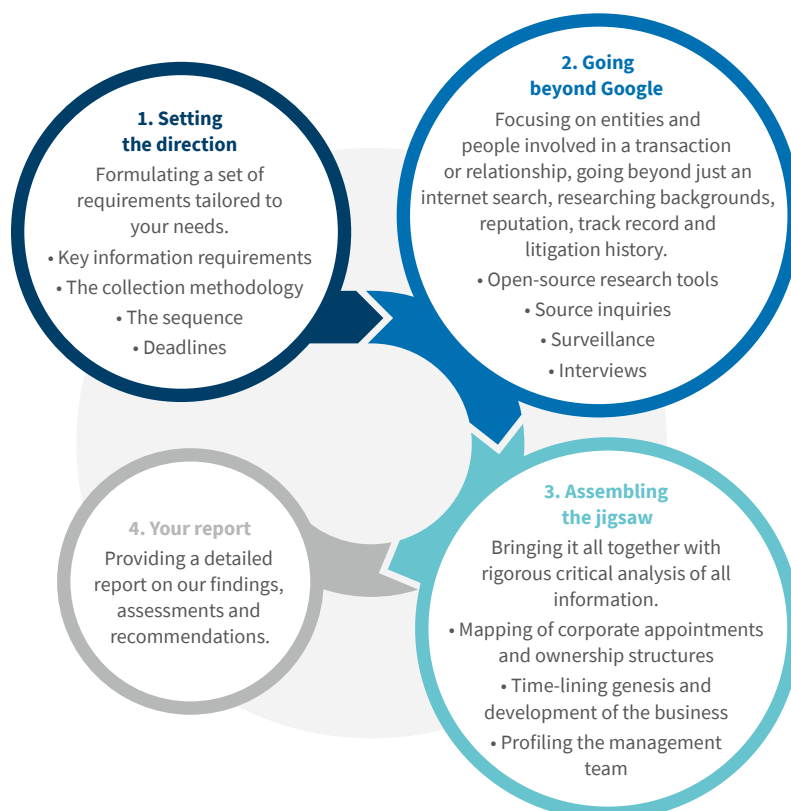 1. Setting
the direction
Formulating a set of
requirements tailored to
your needs.
• Key information requirements
• The collection methodology
• The sequence
• Deadlines
2. Going
beyond Google
Focusing on entities and
people involved in a transaction
or relationship, going beyond just an
internet search, researching backgrounds,
reputation, track record and
litigation history.
• Open-source research tools
• Source inquiries
• Surveillance
• Interviews
3. Assembling
the jigsaw
Bringing it all together with
rigorous critical analysis of all
information.
• Mapping of corporate appointments
and ownership structures
• Time-lining genesis and
development of the business
• Profiling the management
team
4. Your report
Providing a detailed
report on our findings,
assessments and
recommendations.